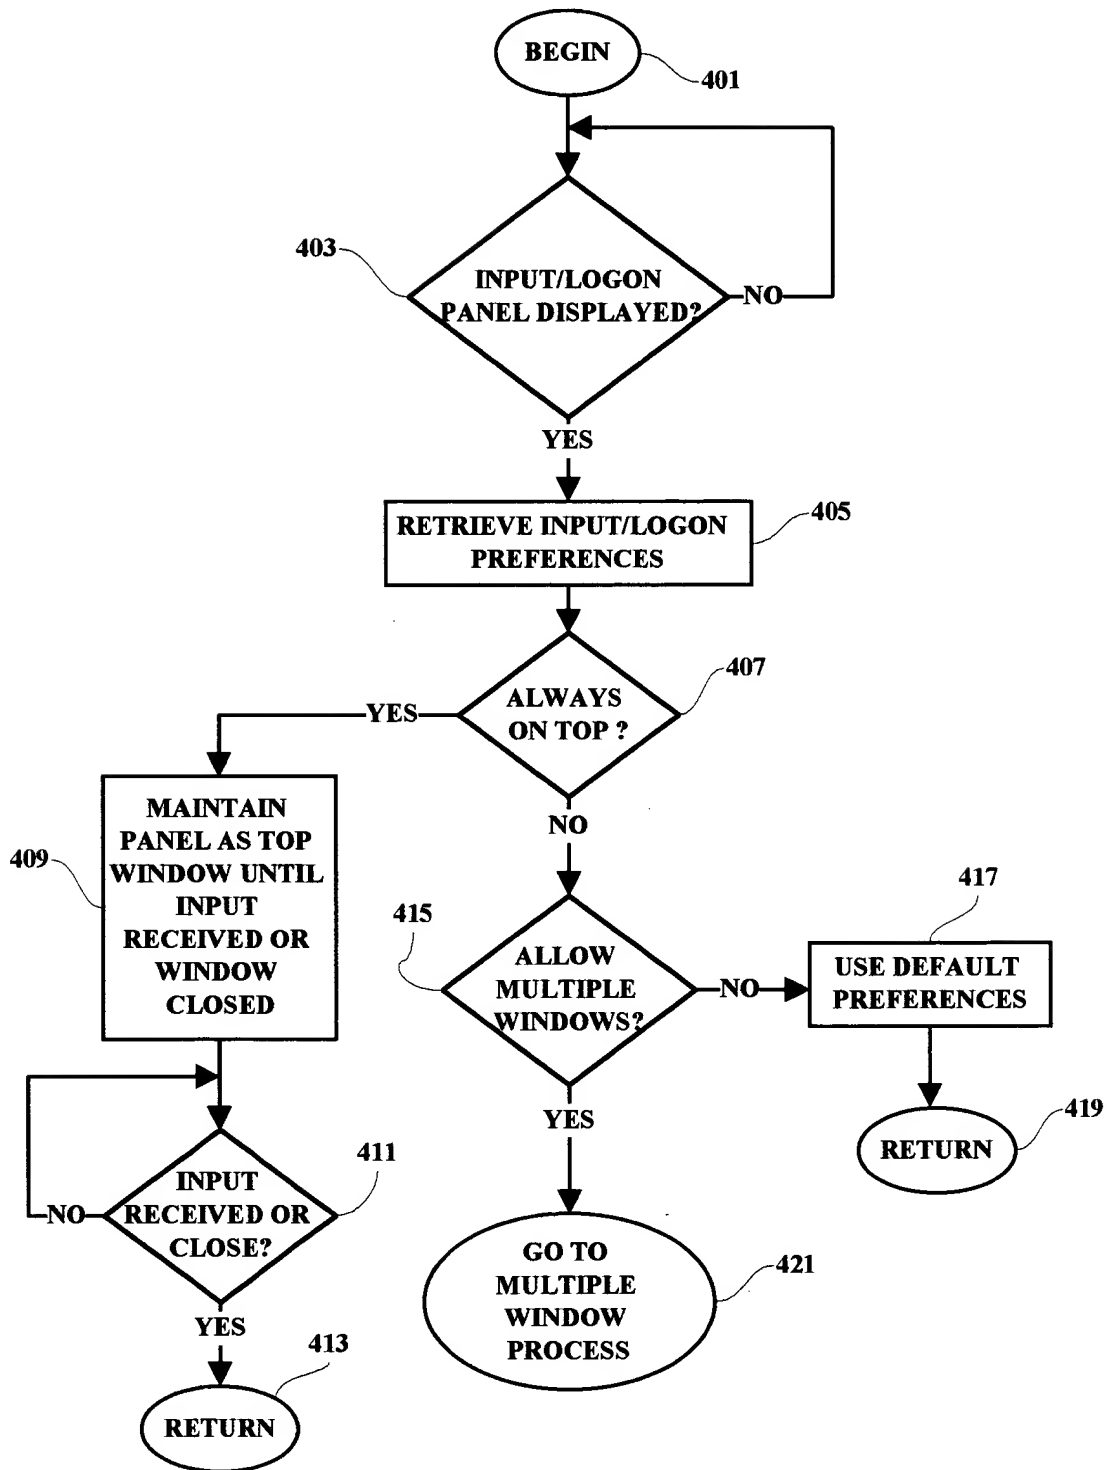 BEGIN
401
403
INPUT/LOGON
PANEL DISPLAYED?
NO
YES
RETRIEVE INPUT/LOGON
PREFERENCES
405
407
ALWAYS
ON TOP ?
YES
NO
MAINTAIN
PANEL AS TOP
WINDOW UNTIL
INPUT
RECEIVED OR
WINDOW
CLOSED
409
415
ALLOW
MULTIPLE
WINDOWS?
NO
417
USE DEFAULT
PREFERENCES
YES
419
RETURN
INPUT
RECEIVED OR
CLOSE?
411
NO
YES
GO TO
MULTIPLE
WINDOW
PROCESS
421
413
RETURN